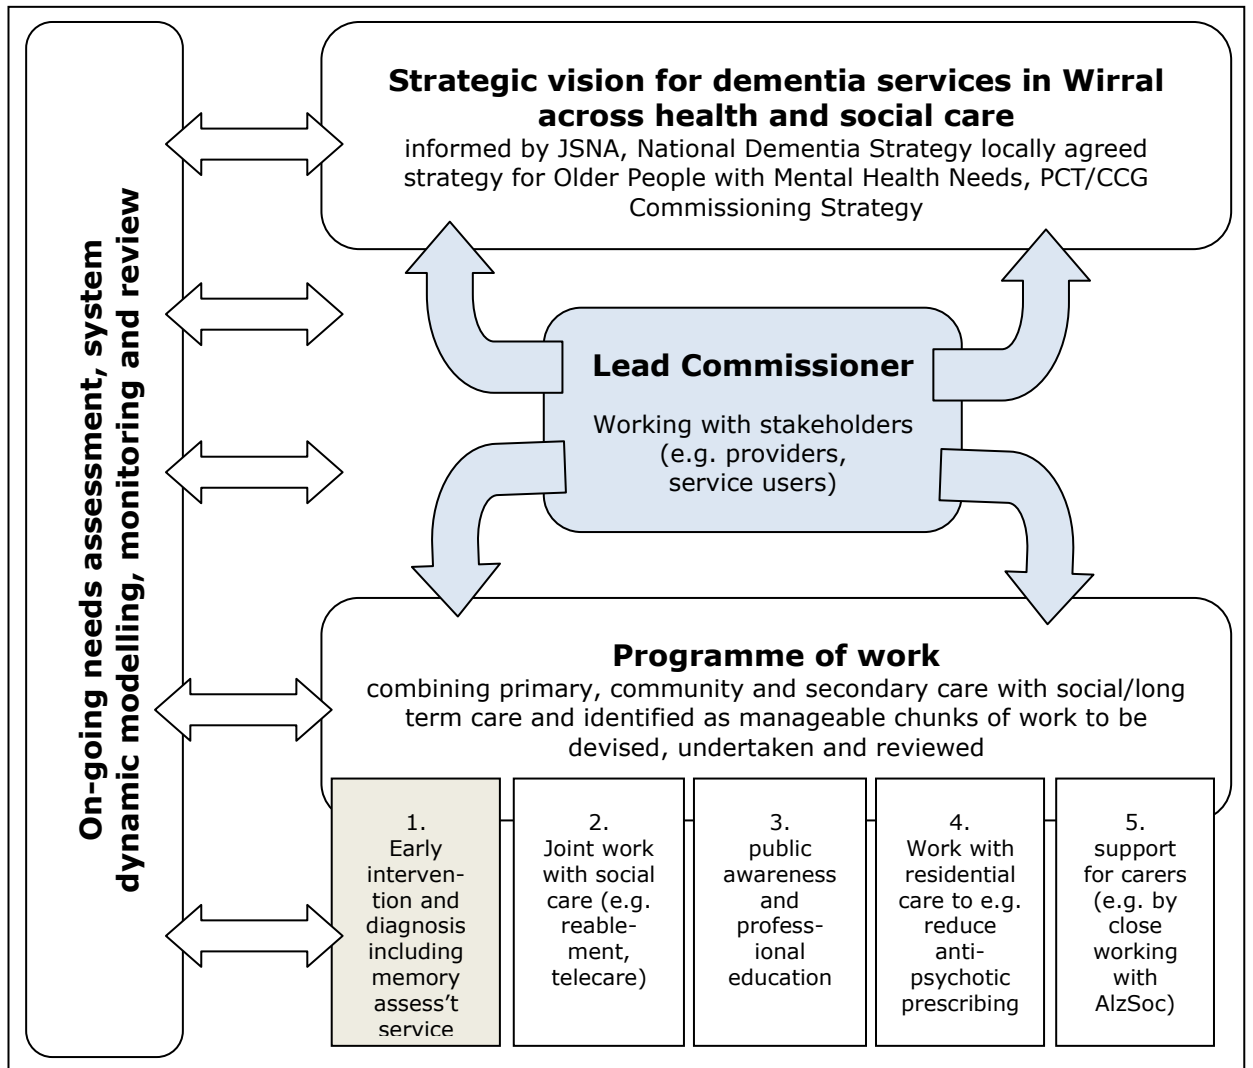 On-going needs assessment, system
dynamic modelling, monitoring and review
Strategic vision for dementia services in Wirral
across health and social care
informed by JSNA, National Dementia Strategy locally agreed
strategy for Older People with Mental Health Needs, PCT/CCG
Commissioning Strategy
Lead Commissioner
Working with stakeholders
(e.g. providers,
service users)
Programme of work
combining primary, community and secondary care with social/long
term care and identified as manageable chunks of work to be
devised, undertaken and reviewed
1.
Early
interven-
tion and
diagnosis
including
memory
assess’t
service
2.
Joint work
with social
care (e.g.
reable-
ment,
telecare)
3.
public
awareness
and
profess-
ional
education
4.
Work with
residential
care to e.g.
reduce
anti-
psychotic
prescribing
5.
support
for carers
(e.g. by
close
working
with
AlzSoc)